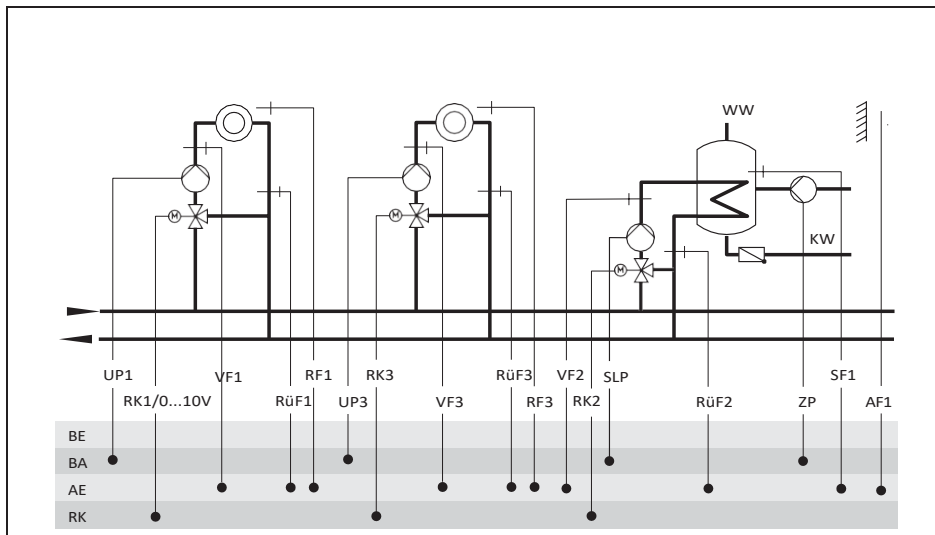 WW
M
M
M
KW
UP1 VF1 RF1 RK3 RüF3 VF2 SLP SF1
RK1/0...10V RüF1 UP3 VF3 RF3 RK2 RüF2 ZP AF1
BE
BA
AE
RK